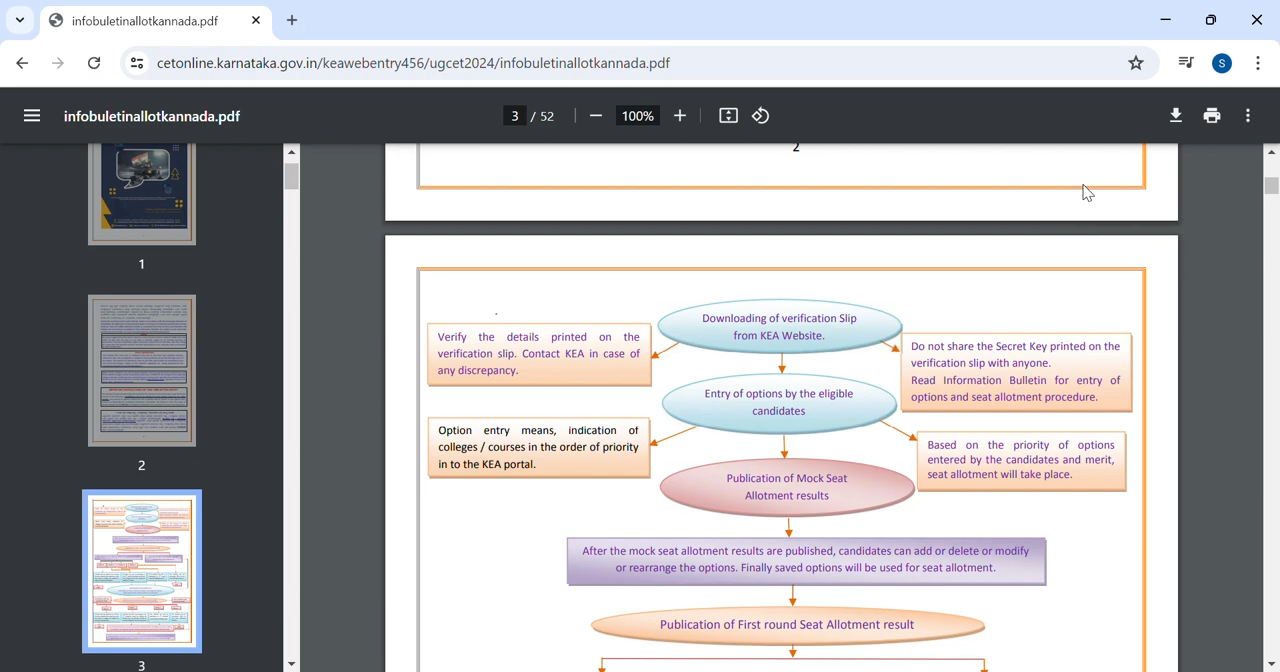 infobuletinallotkannada.pdf
cetonline.karnataka.gov.in/keawebentry456/ugcet2024/infobuletinallotkannada.pdf
S
infobuletinallotkannada.pdf
3 / 52
100%
1
2
3
2
Downloading of verification Slip
from KEA Website.
Verify the details printed on the
verification slip. Contact KEA in case of
any discrepancy.
Do not share the Secret Key printed on the
verification slip with anyone.
Read Information Bulletin for entry of
options and seat allotment procedure.
Entry of options by the eligible
candidates
Option entry means, indication of
colleges / courses in the order of priority
in to the KEA portal.
Based on the priority of options
entered by the candidates and merit,
seat allotment will take place.
Publication of Mock Seat
Allotment results
After the mock seat allotment results are published, candidates can add or delete or modify
or rearrange the options. Finally saved options will be used for seat allotment.
Publication of First round Seat Allotment result